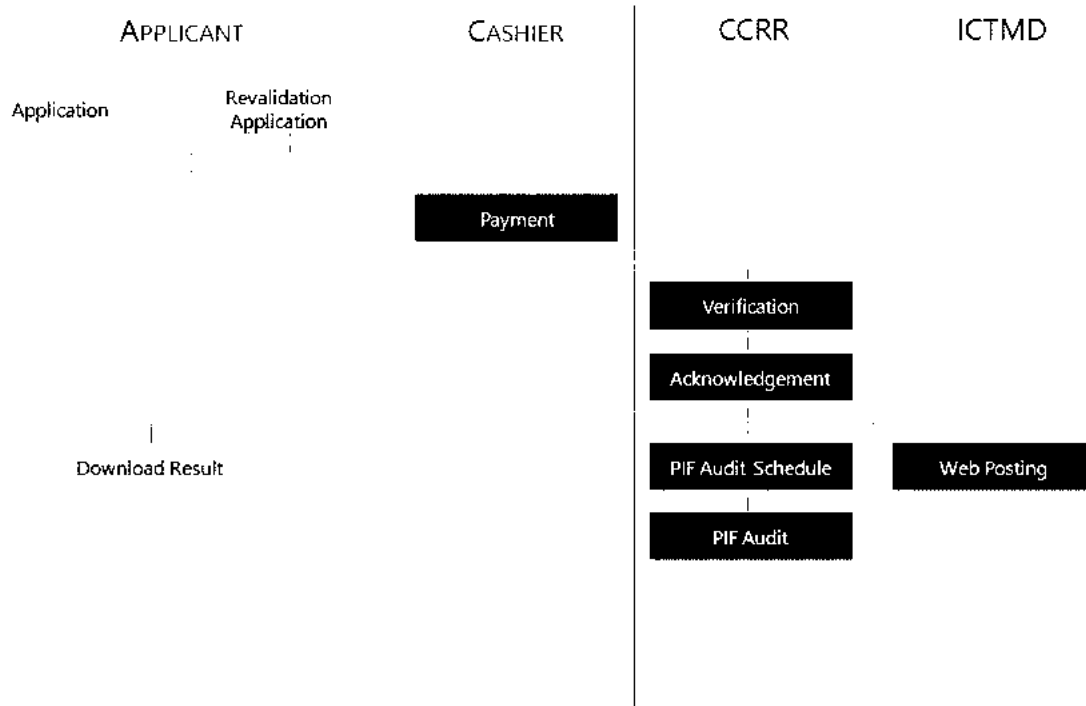 APPLICANT CASHIER CCRR ICTMD
Application
Revalidation
Application
Payment
Verification
Acknowledgement
Download Result PIF Audit Schedule Web Posting
PIF Audit